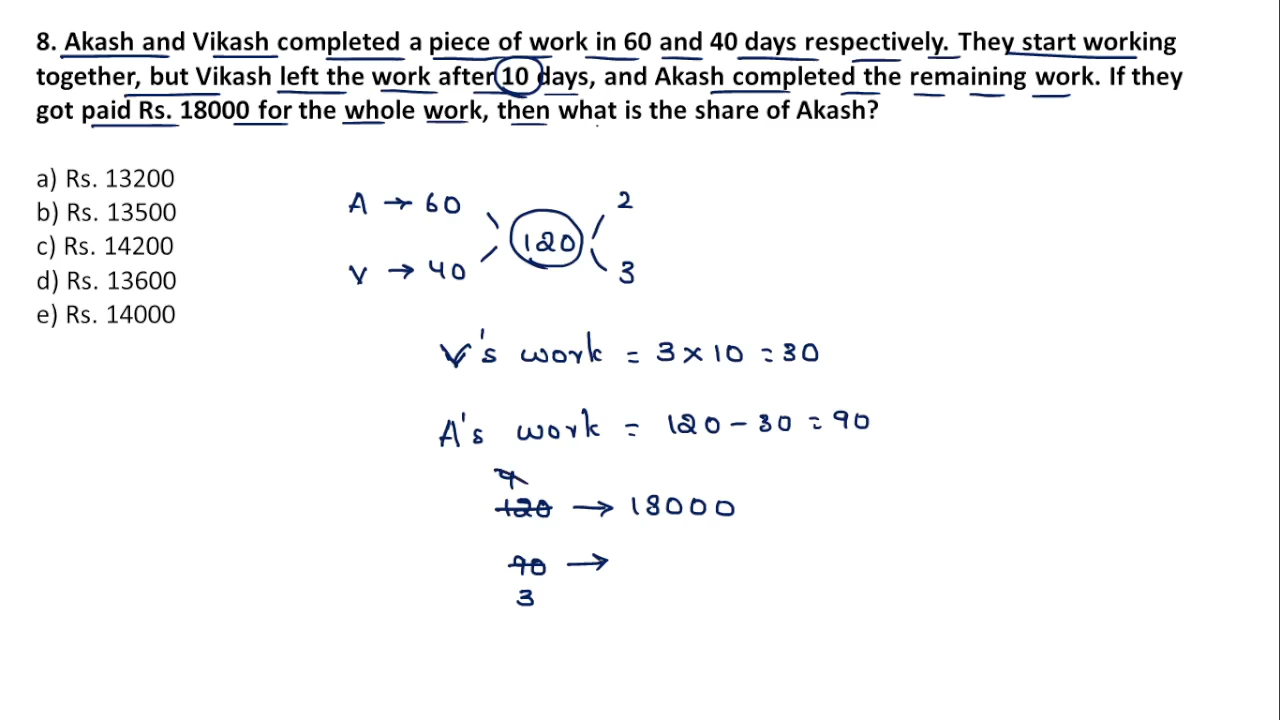 8. Akash and Vikash completed a piece of work in 60 and 40 days respectively. They start working
together, but Vikash left the work after 10 days, and Akash completed the remaining work. If they
got paid Rs. 18000 for the whole work, then what is the share of Akash?
a) Rs. 13200
b) Rs. 13500
c) Rs. 14200
d) Rs. 13600
e) Rs. 14000
A → 60
V → 40
120
2
3
V's work = 3 × 10 = 30
A's work = 120 - 30 = 90
4
120 → 18000
90 →
3